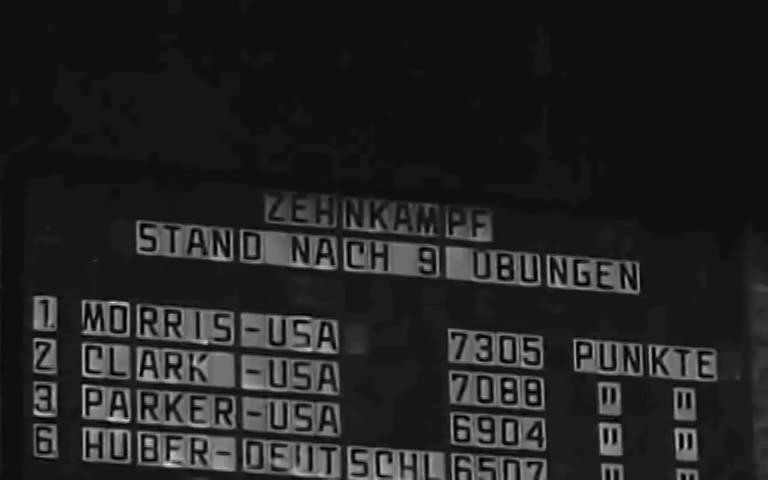 ZEHNKAMPF
STAND NACH 9 ÜBUNGEN
1. MORRIS-USA 7305 PUNKTE
2 CLARK -USA 7088 " "
3. PARKER-USA 6904 " "
6. HUBER-DEUTSCHL 6507 " "